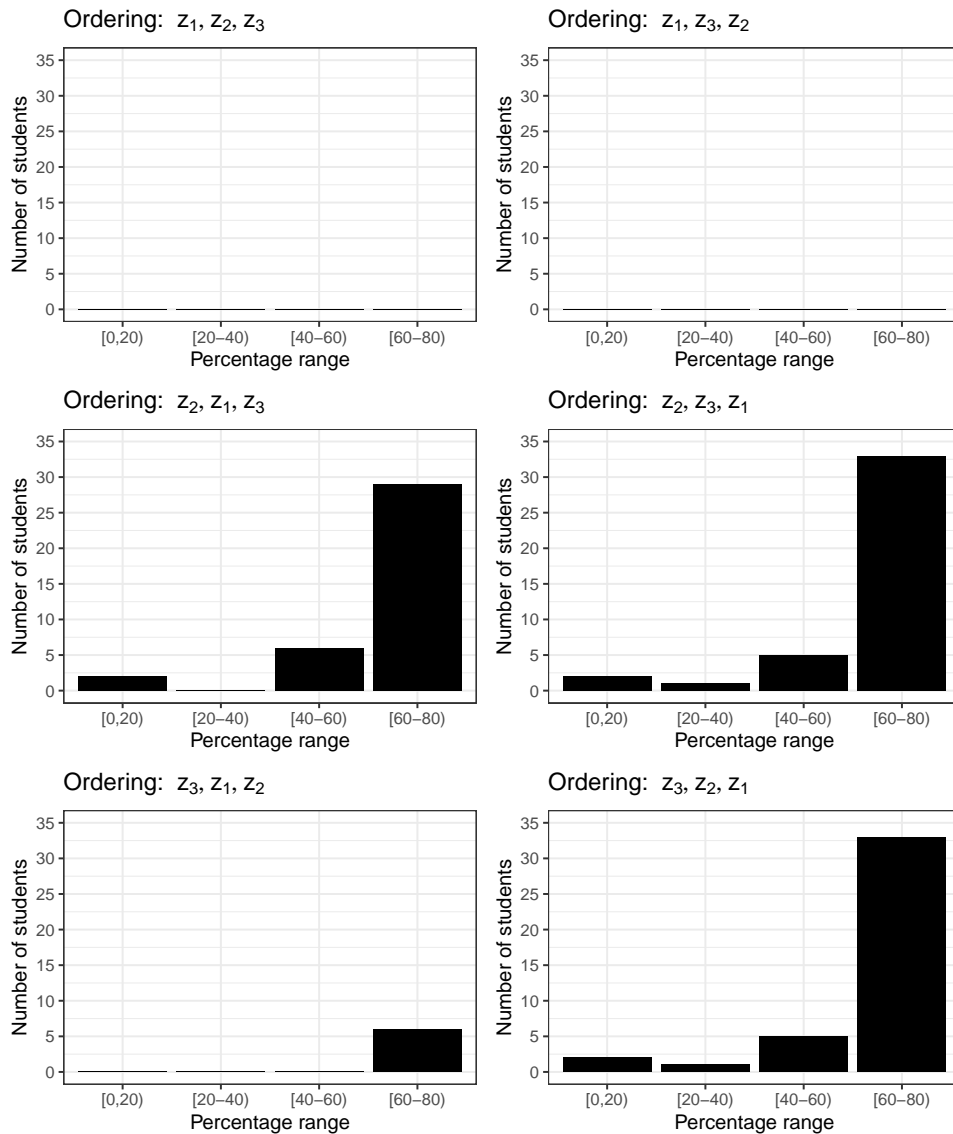 Ordering: z₁, z₂, z₃
Number of students
35
30
25
20
15
10
5
0
[0,20) [20−40) [40−60) [60−80)
Percentage range
Ordering: z₁, z₃, z₂
Number of students
35
30
25
20
15
10
5
0
[0,20) [20−40) [40−60) [60−80)
Percentage range
Ordering: z₂, z₁, z₃
Number of students
35
30
25
20
15
10
5
0
[0,20) [20−40) [40−60) [60−80)
Percentage range
Ordering: z₂, z₃, z₁
Number of students
35
30
25
20
15
10
5
0
[0,20) [20−40) [40−60) [60−80)
Percentage range
Ordering: z₃, z₁, z₂
Number of students
35
30
25
20
15
10
5
0
[0,20) [20−40) [40−60) [60−80)
Percentage range
Ordering: z₃, z₂, z₁
Number of students
35
30
25
20
15
10
5
0
[0,20) [20−40) [40−60) [60−80)
Percentage range